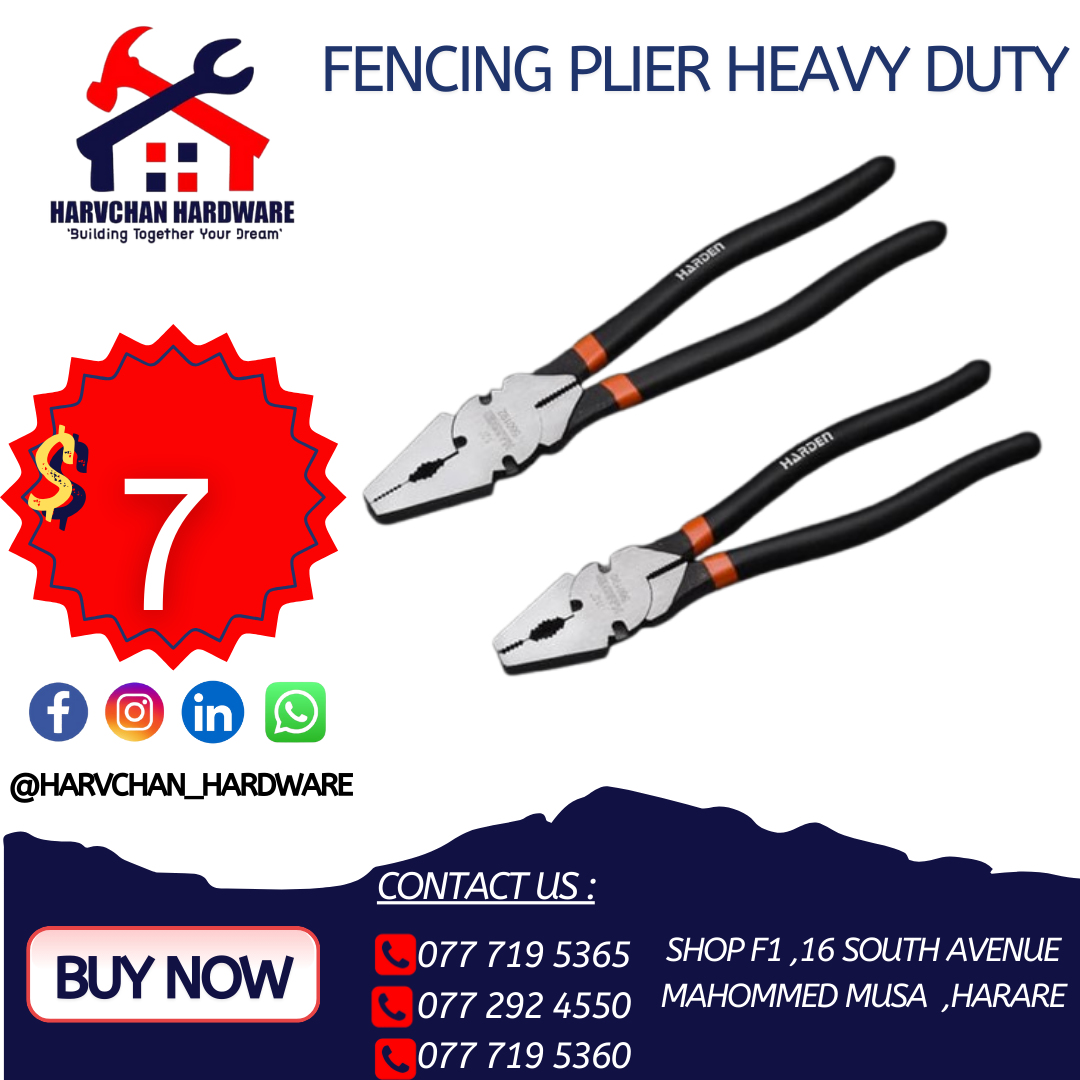 FENCING PLIER HEAVY DUTY
HARVCHAN HARDWARE
'Building Together Your Dream'
HARDEN
HARDEN
$
7
in
@HARVCHAN_HARDWARE
CONTACT US :
BUY NOW
077 719 5365
077 292 4550
077 719 5360
SHOP F1 ,16 SOUTH AVENUE
MAHOMMED MUSA ,HARARE